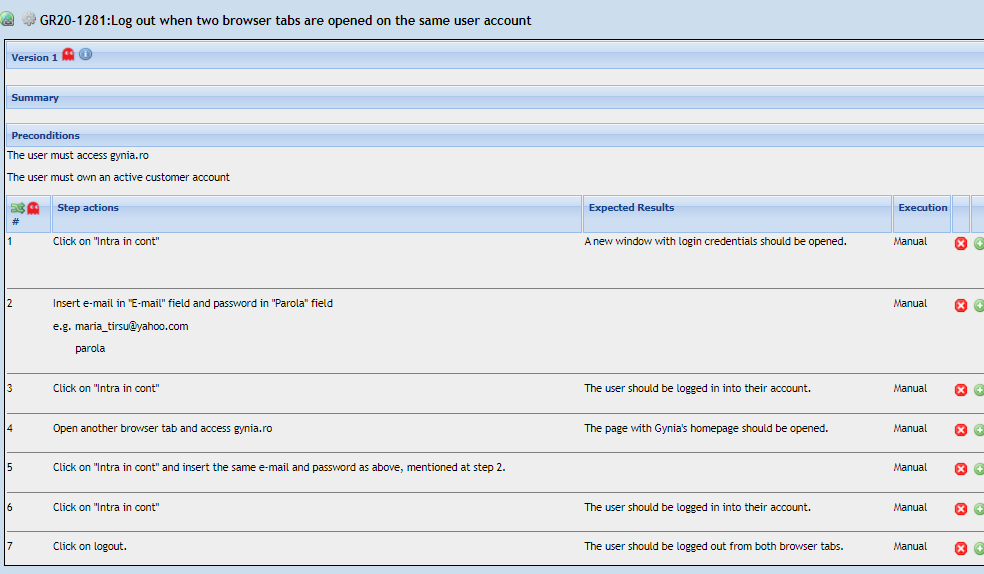 GR20-1281:Log out when two browser tabs are opened on the same user account
Version 1
Summary
Preconditions
The user must access gynia.ro
The user must own an active customer account
# Step actions Expected Results Execution
1 Click on "Intra in cont" A new window with login credentials should be opened. Manual
2 Insert e-mail in "E-mail" field and password in "Parola" field Manual
e.g. maria_tirsu@yahoo.com
parola
3 Click on "Intra in cont" The user should be logged in into their account. Manual
4 Open another browser tab and access gynia.ro The page with Gynia's homepage should be opened. Manual
5 Click on "Intra in cont" and insert the same e-mail and password as above, mentioned at step 2. Manual
6 Click on "Intra in cont" The user should be logged in into their account. Manual
7 Click on logout. The user should be logged out from both browser tabs. Manual